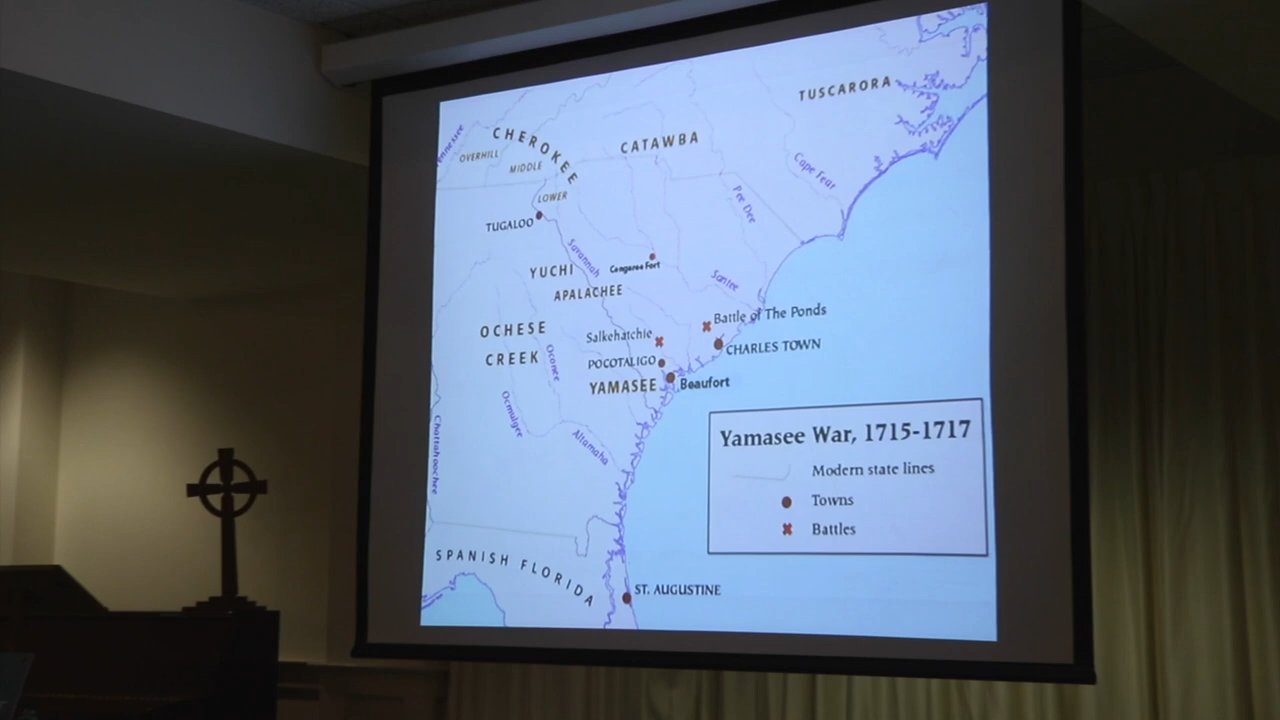 TUSCARORA
CHEROKEE
CATAWBA
OVERHILL
MIDDLE
Cape Fear
LOWER
Pee Dee
TUGALOO
Savannah
YUCHI
Congaree Fort
APALACHEE
Santee
Battle of The Ponds
OCHESE
CREEK
Salkehatchie
CHARLES TOWN
POCOTALIGO
Oconee
YAMASEE
Beaufort
Ocmulgee
Altamaha
Chattahoochee
Yamasee War, 1715-1717
Modern state lines
Towns
Battles
SPANISH FLORIDA
ST. AUGUSTINE